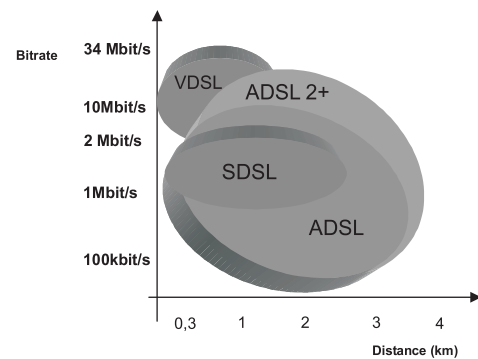 34 Mbit/s
Bitrate
VDSL
ADSL 2+
10Mbit/s
2 Mbit/s
SDSL
1Mbit/s
ADSL
100kbit/s
0,3 1 2 3 4
Distance (km)